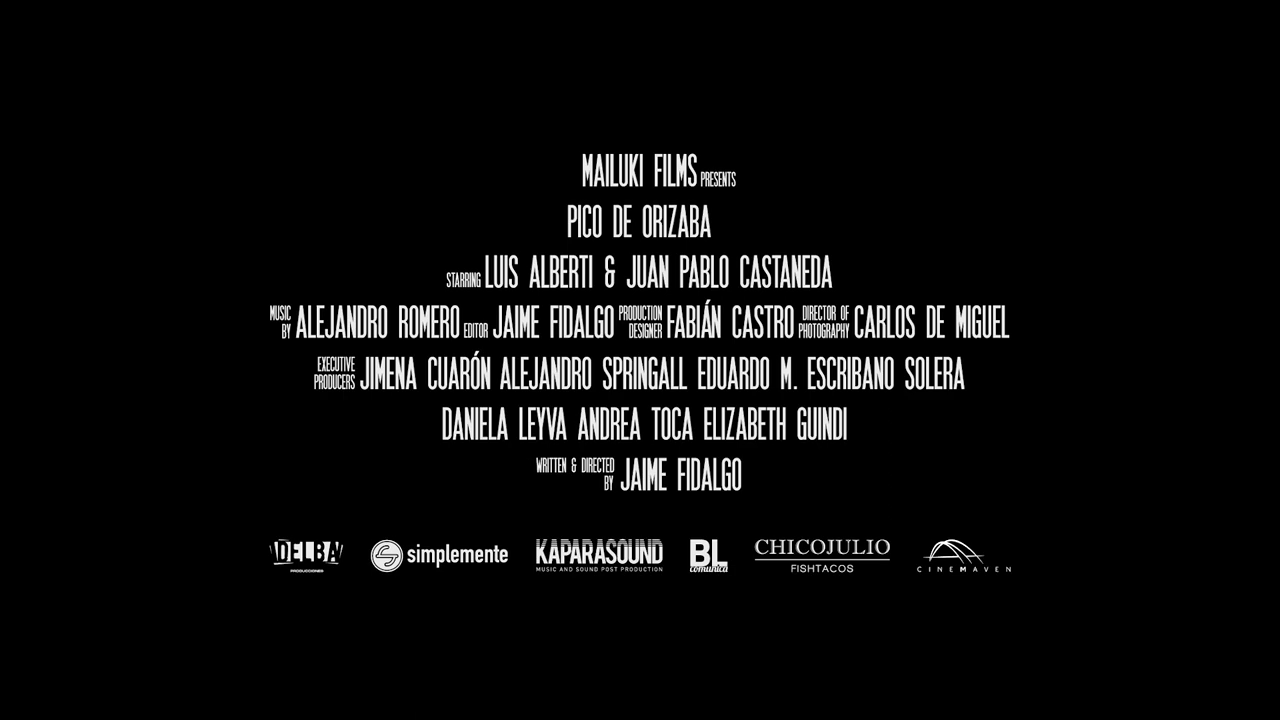 MAILUKI FILMS PRESENTS
PICO DE ORIZABA
STARRING LUIS ALBERTI & JUAN PABLO CASTANEDA
MUSIC BY ALEJANDRO ROMERO EDITOR JAIME FIDALGO PRODUCTION DESIGNER FABIÁN CASTRO DIRECTOR OF PHOTOGRAPHY CARLOS DE MIGUEL
EXECUTIVE PRODUCERS JIMENA CUARÓN ALEJANDRO SPRINGALL EDUARDO M. ESCRIBANO SOLERA
DANIELA LEYVA ANDREA TOCA ELIZABETH GUINDI
WRITTEN & DIRECTED BY JAIME FIDALGO
DELBA PRODUCCIONES
simplemente
KAPARASOUND
MUSIC AND SOUND POST PRODUCTION
BL
comunica
CHICOJULIO
FISHTACOS
CINEMAVEN